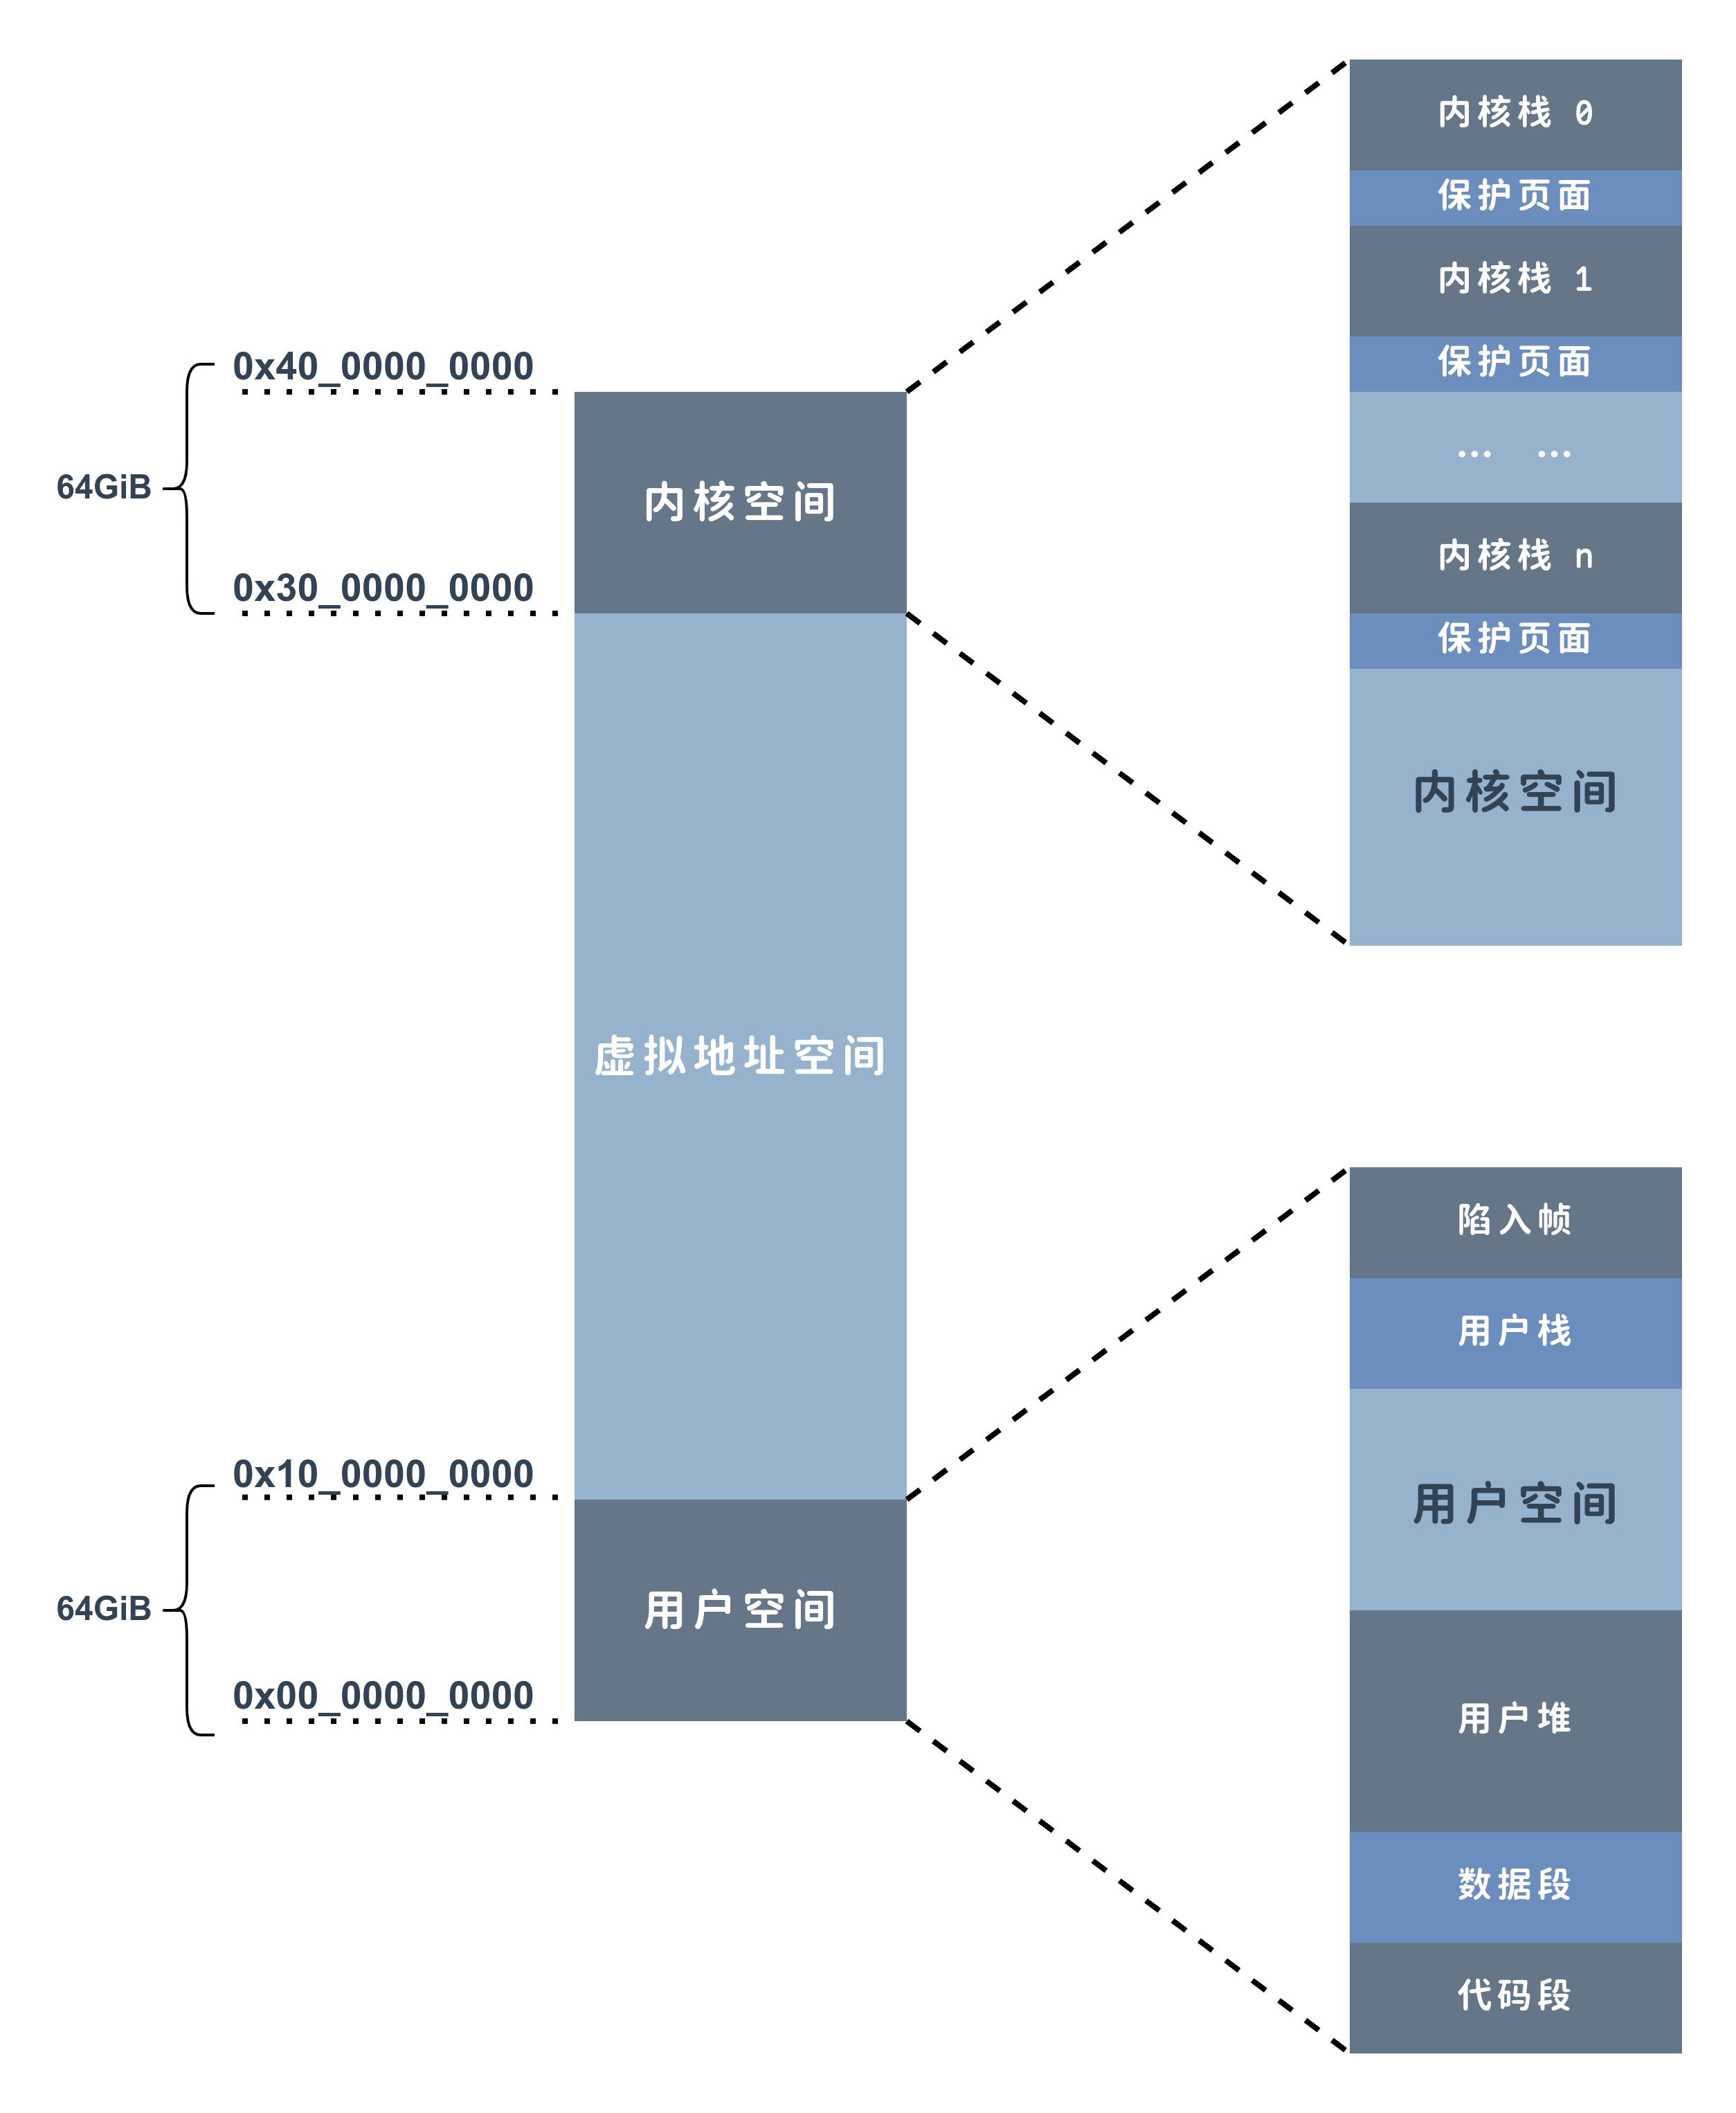 0x40_0000_0000
64GiB
0x30_0000_0000
0x10_0000_0000
64GiB
0x00_0000_0000
内核空间
虚拟地址空间
用户空间
内核栈 0
保护页面
内核栈 1
保护页面
... ...
内核栈 n
保护页面
内核空间
陷入帧
用户栈
用户空间
用户堆
数据段
代码段